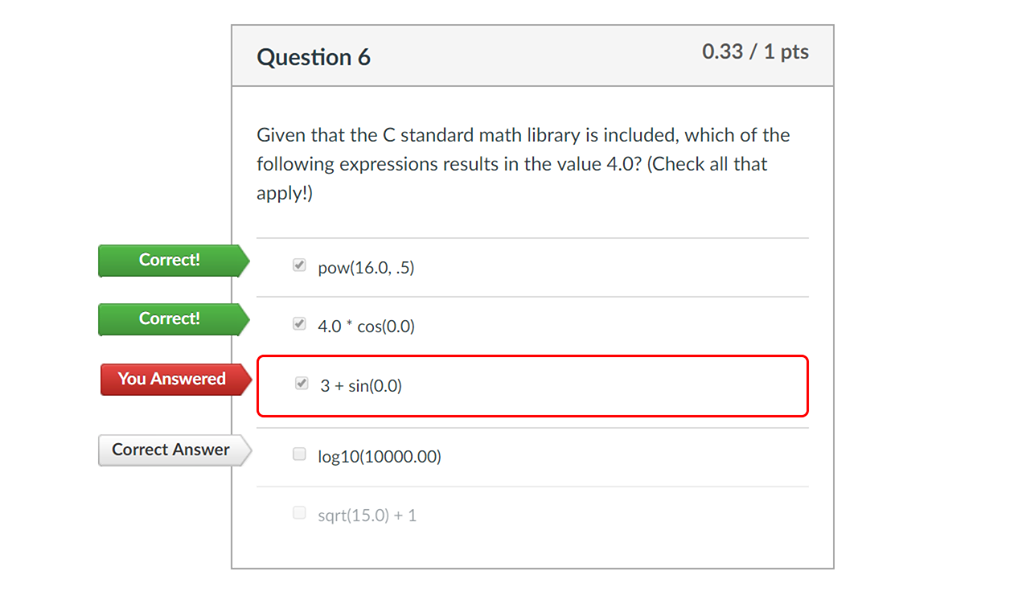 Question 6
0.33 / 1 pts
Given that the C standard math library is included, which of the
following expressions results in the value 4.0? (Check all that
apply!)
Correct!
pow(16.0, .5)
Correct!
4.0 * cos(0.0)
You Answered
3 + sin(0.0)
Correct Answer
log10(10000.00)
sqrt(15.0) + 1